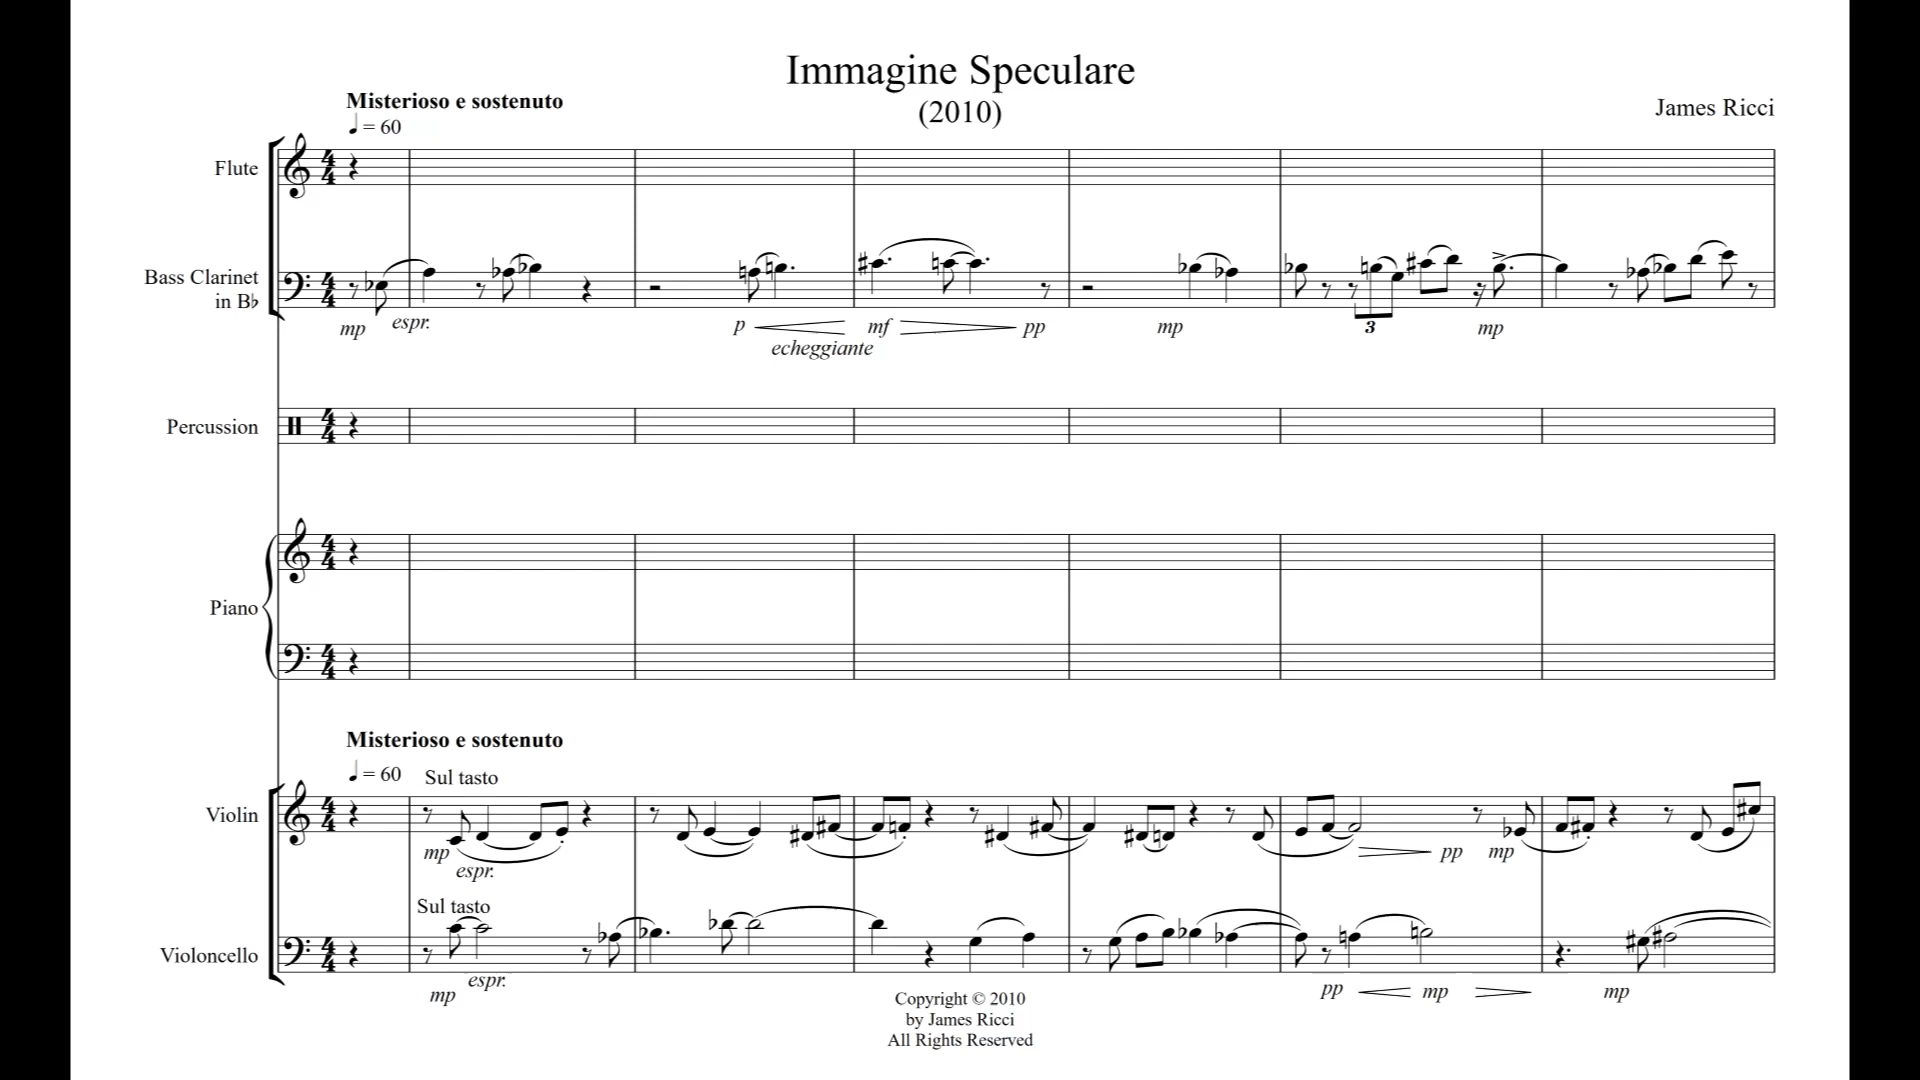 Immagine Speculare
(2010)
James Ricci
Misterioso e sostenuto
♩ = 60
Flute
Bass Clarinet
in B♭
mp espr. p mf pp mp mp
echeggiante
3
Percussion
Piano
Misterioso e sostenuto
♩ = 60 Sul tasto
Violin
mp espr. pp mp
Sul tasto
Violoncello
mp espr. pp mp mp
Copyright © 2010
by James Ricci
All Rights Reserved